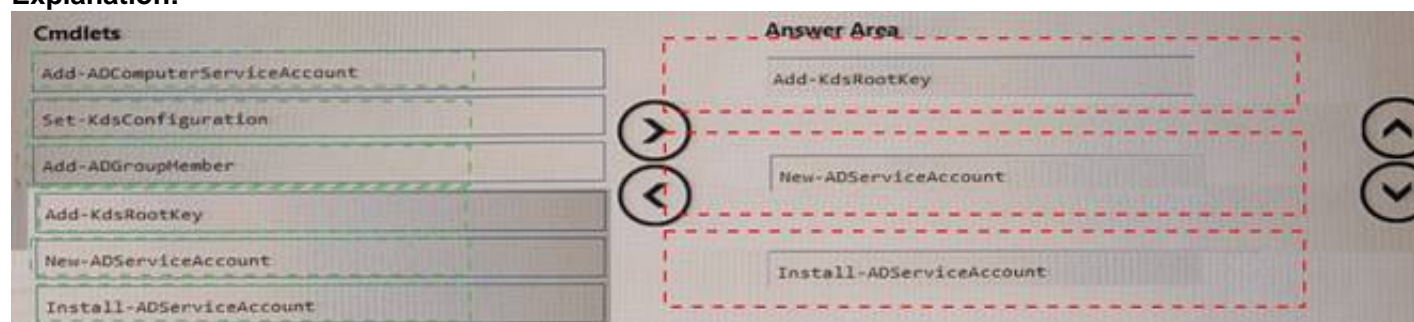 Explanation:
Cmdlets
Add-ADComputerServiceAccount
Set-KdsConfiguration
Add-ADGroupMember
Add-KdsRootKey
New-ADServiceAccount
Install-ADServiceAccount
Answer Area
Add-KdsRootKey
New-ADServiceAccount
Install-ADServiceAccount